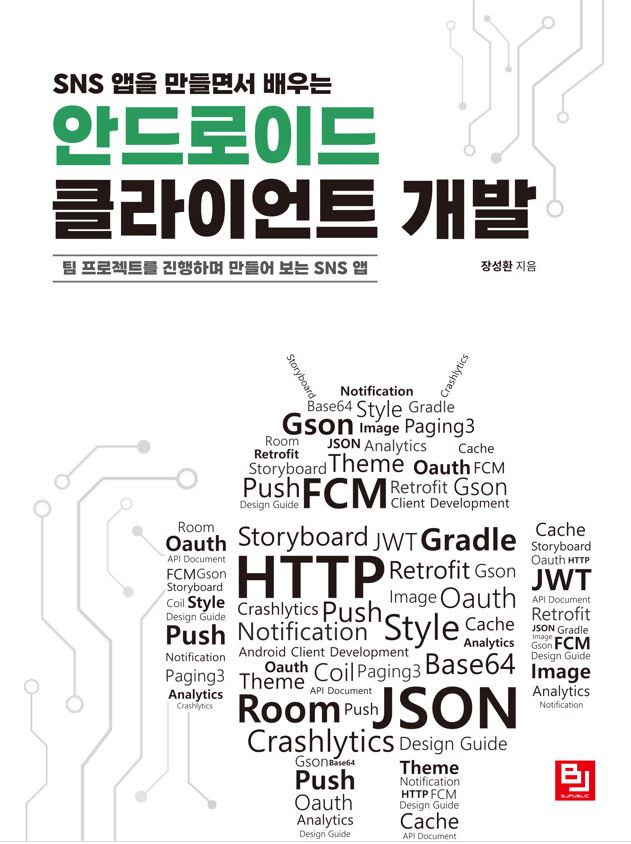 SNS 앱을 만들면서 배우는
안드로이드
클라이언트 개발
팀 프로젝트를 진행하며 만들어 보는 SNS 앱
장성환 지음
Storyboard
Crashlytics
Notification
Base64 Style Gradle
Gson Image Paging3
Room JSON Analytics Cache
Retrofit
Storyboard Theme Oauth FCM
Push FCM Retrofit Gson
Design Guide Client Development
Room
Oauth
API Document
FCM Gson
Storyboard
Coil Style
Design Guide
Push
Notification
Paging3
Analytics
Crashlytics
Storyboard JWT Gradle
HTTP Retrofit Gson
Image Oauth
Crashlytics Push
Notification Style Cache
Analytics
Android Client Development
Oauth Coil Paging3 Base64
Theme
API Document
Room Push JSON
Crashlytics Design Guide
Cache
Storyboard
Oauth HTTP
JWT
API Document
Retrofit
JSON Gradle
Image
Gson FCM
Design Guide
Image
Analytics
Notification
Gson Base64
Push
Oauth
Analytics
Design Guide
Theme
Notification
HTTP FCM
Design Guide
Cache
API Document
BJ
BJPUBLIC